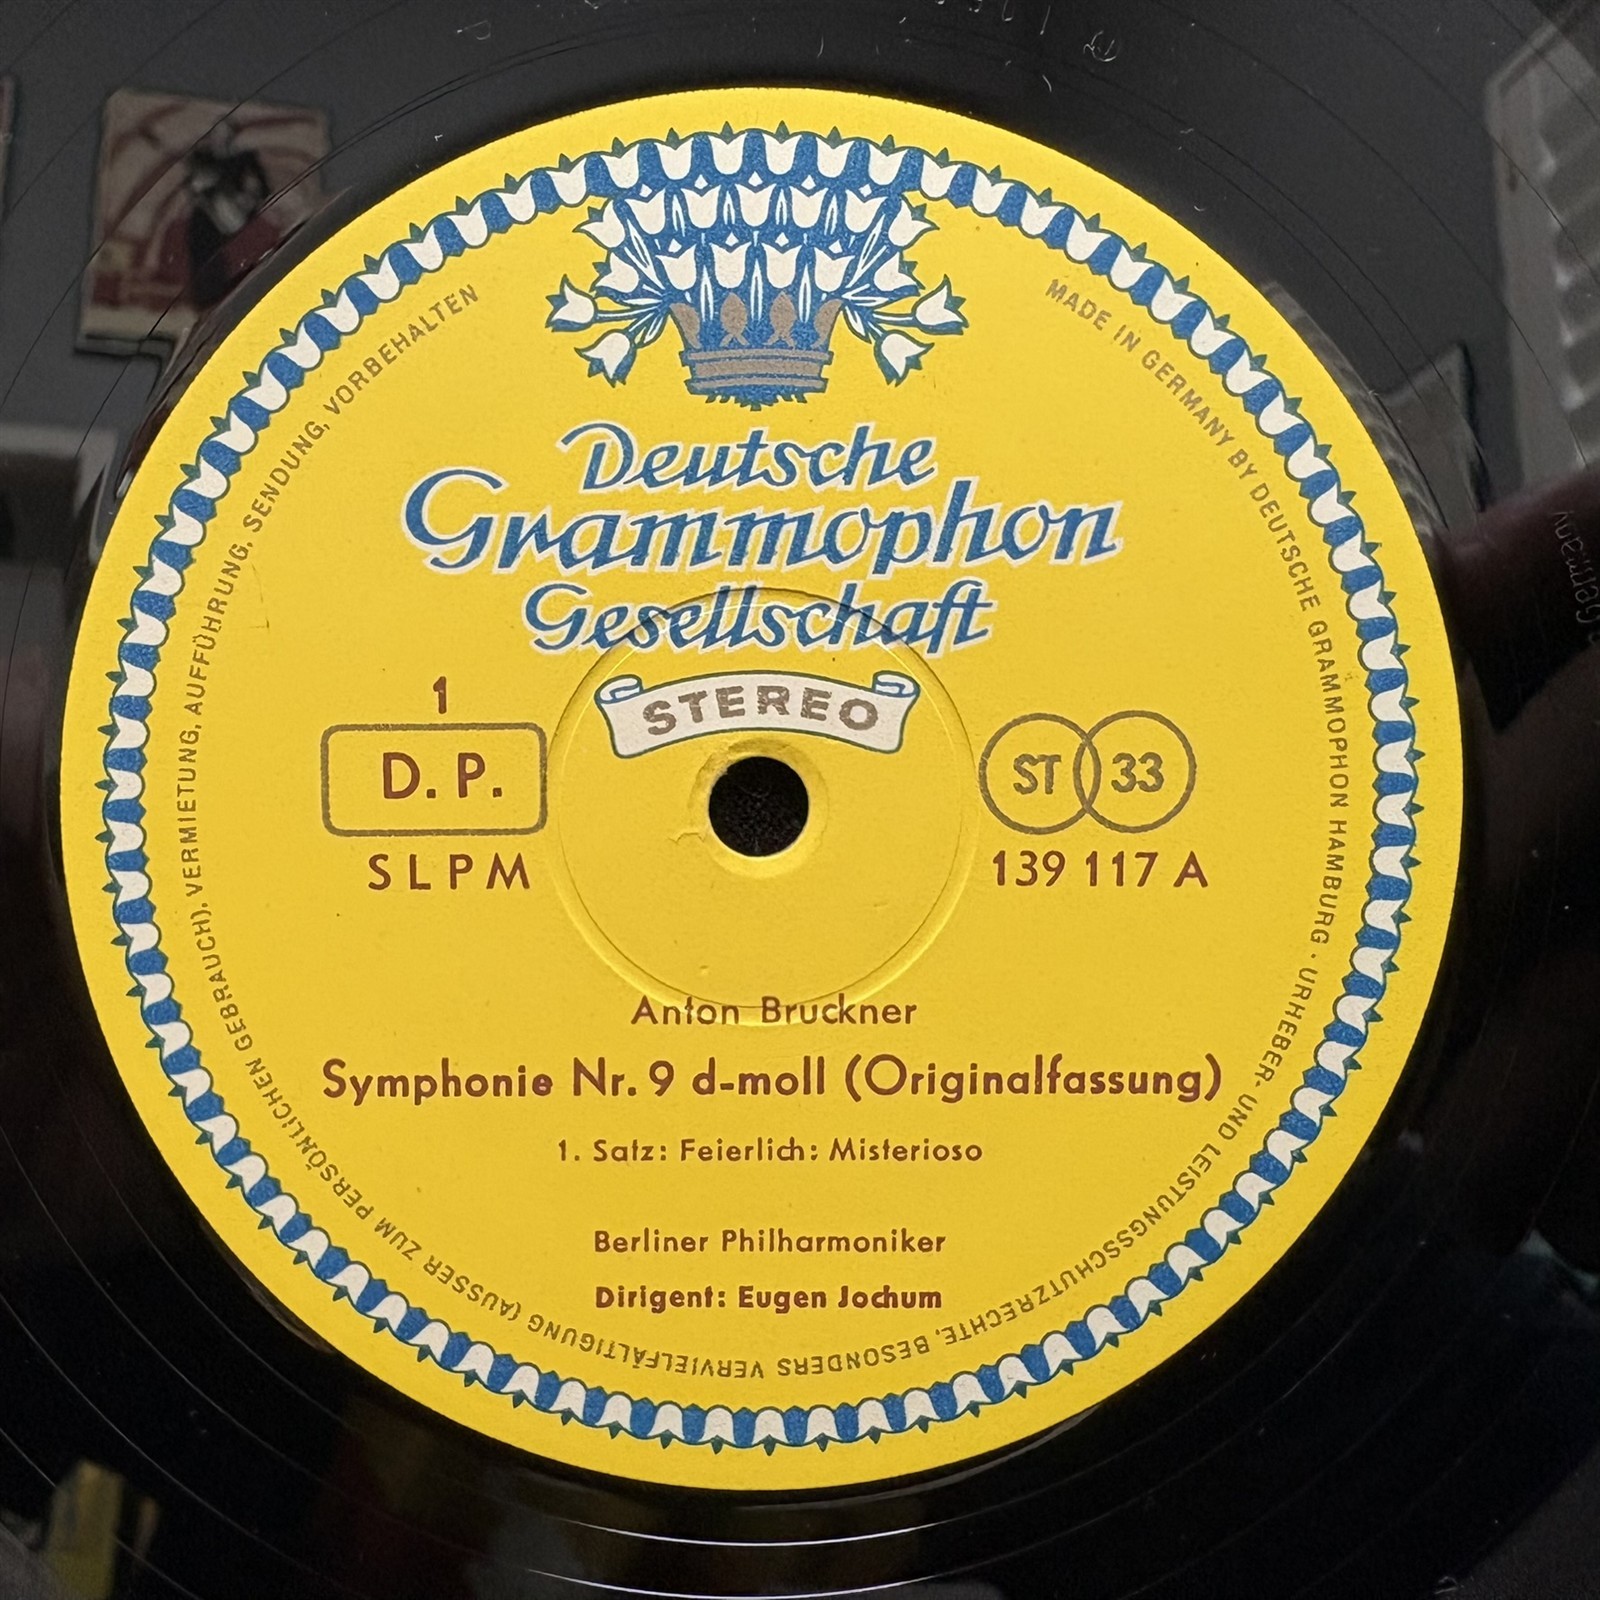 Deutsche
Grammophon
Gesellschaft
STEREO
1
D. P.
SLPM
ST 33
139 117 A
Anton Bruckner
Symphonie Nr. 9 d-moll (Originalfassung)
1. Satz: Feierlich: Misterioso
Berliner Philharmoniker
Dirigent: Eugen Jochum
MADE IN GERMANY BY DEUTSCHE GRAMMOPHON HAMBURG · URHEBER- UND LEISTUNGSSCHUTZRECHTE, BESONDERS VERVIELFÄLTIGUNG (AUSSER ZUM PERSÖNLICHEN GEBRAUCH), VERMIETUNG, AUFFÜHRUNG, SENDUNG, VORBEHALTEN
Germany